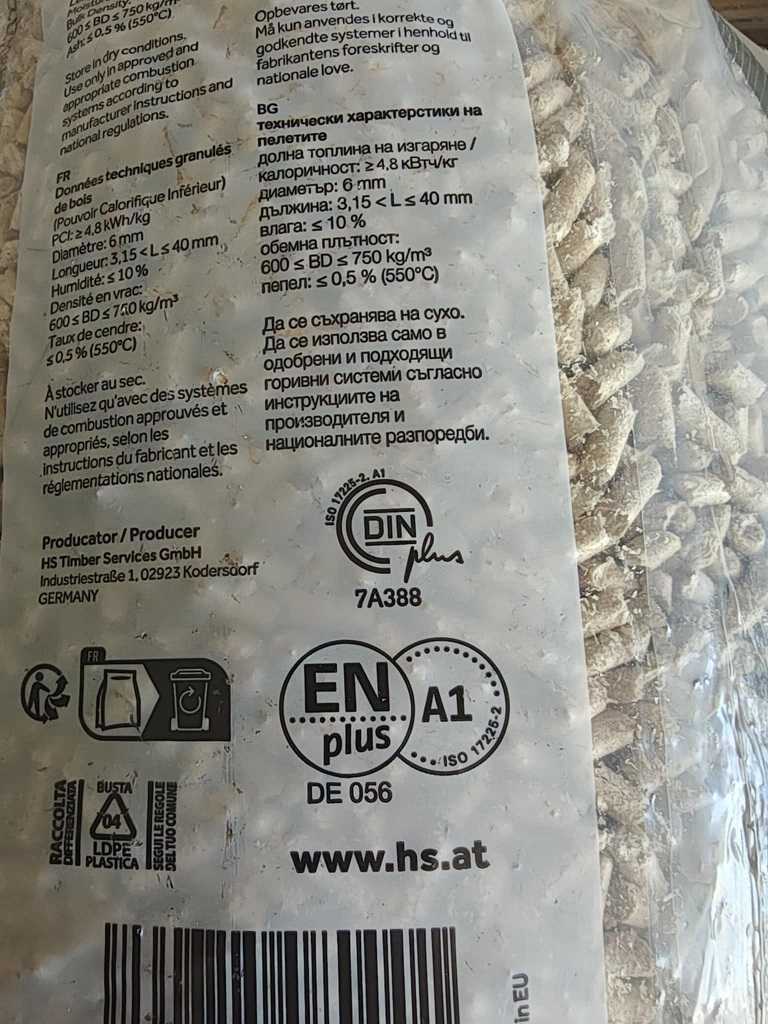 Bulk Density:
600 ≤ BD ≤ 750 kg/m³
Ash: ≤ 0.5 % (550°C)
Store in dry conditions.
Use only in approved and
appropriate combustion
systems according to
manufacturer instructions and
national regulations.
FR
Données techniques granulés
de bois
(Pouvoir Calorifique Inférieur)
PCI: ≥ 4,8 kWh/kg
Diamètre: 6 mm
Longueur: 3,15 < L ≤ 40 mm
Humidité: ≤ 10 %
Densité en vrac:
600 ≤ BD ≤ 750 kg/m³
Taux de cendre:
≤ 0,5 % (550°C)
À stocker au sec.
N'utilisez qu'avec des systèmes
de combustion approuvés et
appropriés, selon les
instructions du fabricant et les
réglementations nationales.
Opbevares tørt.
Må kun anvendes i korrekte og
godkendte systemer i henhold til
fabrikantens foreskrifter og
nationale love.
BG
технически характерстики на
пелетите
долна топлина на изгаряне /
калоричност: ≥ 4,8 кВтч/кг
диаметър: 6 mm
дължина: 3,15 < L ≤ 40 mm
влага: ≤ 10 %
обемна плътност:
600 ≤ BD ≤ 750 kg/m³
пепел: ≤ 0,5 % (550°C)
Да се съхранява на сухо.
Да се използва само в
одобрени и подходящи
горивни системи съгласно
инструкциите на
производителя и
националните разпоредби.
Producator / Producer
HS Timber Services GmbH
Industriestraße 1, 02923 Kodersdorf
GERMANY
ISO 17225-2, A1
DIN
plus
7A388
FR
EN
plus
A1
ISO 17225-2
DE 056
RACCOLTA
DIFFERENZIATA
BUSTA
04
LDPE
PLASTICA
SEGUI LE REGOLE
DEL TUO COMUNE
www.hs.at
in EU